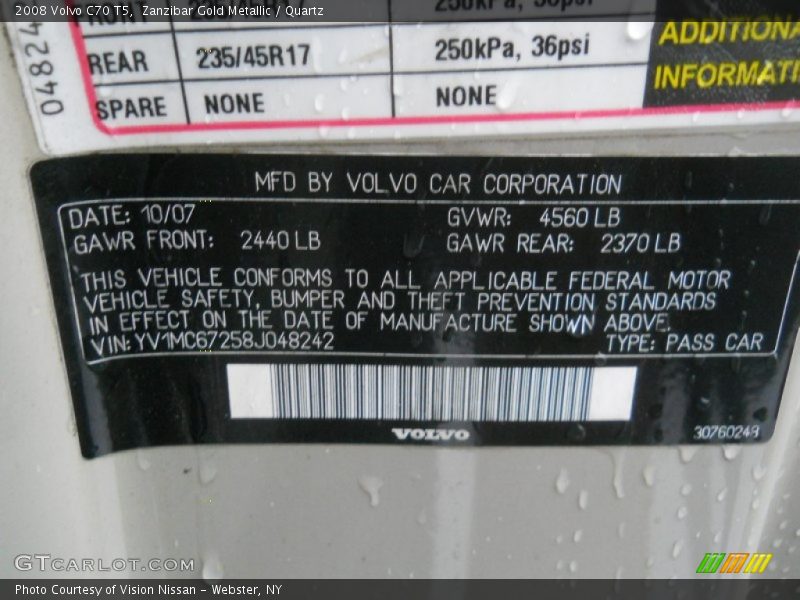 2008 Volvo C70 T5, Zanzibar Gold Metallic / Quartz
04824
REAR 235/45R17 250kPa, 36psi
SPARE NONE NONE
ADDITIONA
INFORMATI
MFD BY VOLVO CAR CORPORATION
DATE: 10/07 GVWR: 4560 LB
GAWR FRONT: 2440 LB GAWR REAR: 2370 LB
THIS VEHICLE CONFORMS TO ALL APPLICABLE FEDERAL MOTOR
VEHICLE SAFETY, BUMPER AND THEFT PREVENTION STANDARDS
IN EFFECT ON THE DATE OF MANUFACTURE SHOWN ABOVE.
VIN: YV1MC67258J048242 TYPE: PASS CAR
VOLVO
30760249
GTCarLot.com
Photo Courtesy of Vision Nissan - Webster, NY